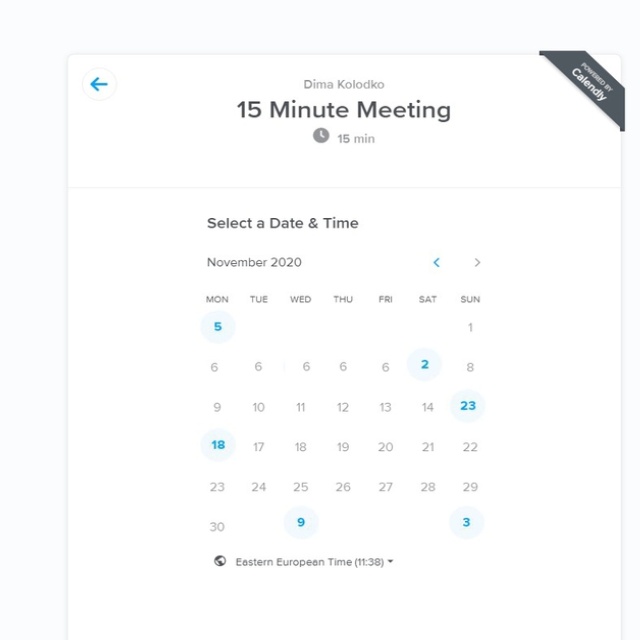 POWERED BY
Calendly
Dima Kolodko
15 Minute Meeting
15 min
Select a Date & Time
November 2020
MON TUE WED THU FRI SAT SUN
5 1
6 6 6 6 6 2 8
9 10 11 12 13 14 23
18 17 18 19 20 21 22
23 24 25 26 27 28 29
30 9 3
Eastern European Time (11:38)